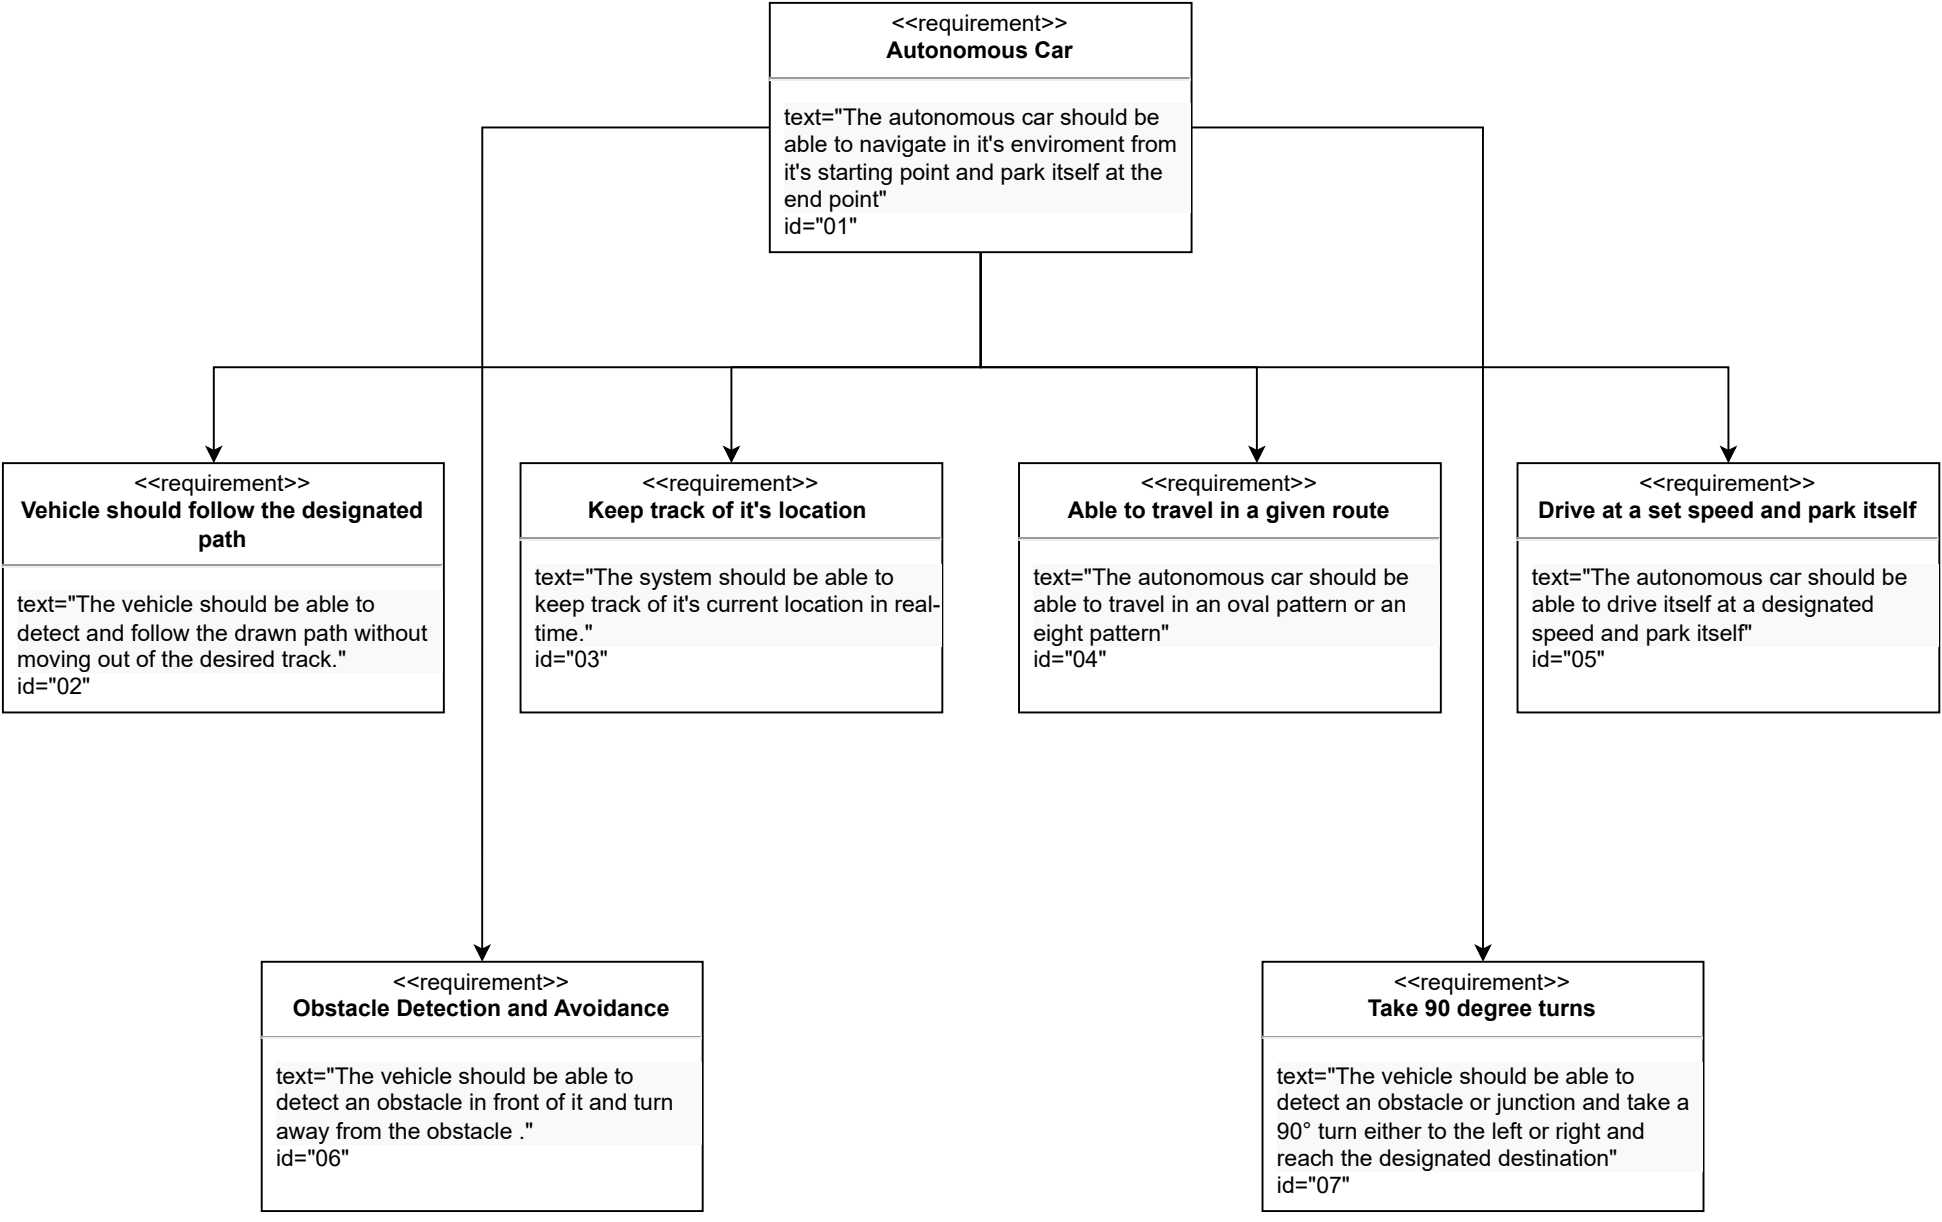 <<requirement>>
Autonomous Car
text="The autonomous car should be
able to navigate in it's enviroment from
it's starting point and park itself at the
end point"
id="01"
<<requirement>>
Vehicle should follow the designated
path
text="The vehicle should be able to
detect and follow the drawn path without
moving out of the desired track."
id="02"
<<requirement>>
Keep track of it's location
text="The system should be able to
keep track of it's current location in real-
time."
id="03"
<<requirement>>
Able to travel in a given route
text="The autonomous car should be
able to travel in an oval pattern or an
eight pattern"
id="04"
<<requirement>>
Drive at a set speed and park itself
text="The autonomous car should be
able to drive itself at a designated
speed and park itself"
id="05"
<<requirement>>
Obstacle Detection and Avoidance
text="The vehicle should be able to
detect an obstacle in front of it and turn
away from the obstacle ."
id="06"
<<requirement>>
Take 90 degree turns
text="The vehicle should be able to
detect an obstacle or junction and take a
90° turn either to the left or right and
reach the designated destination"
id="07"